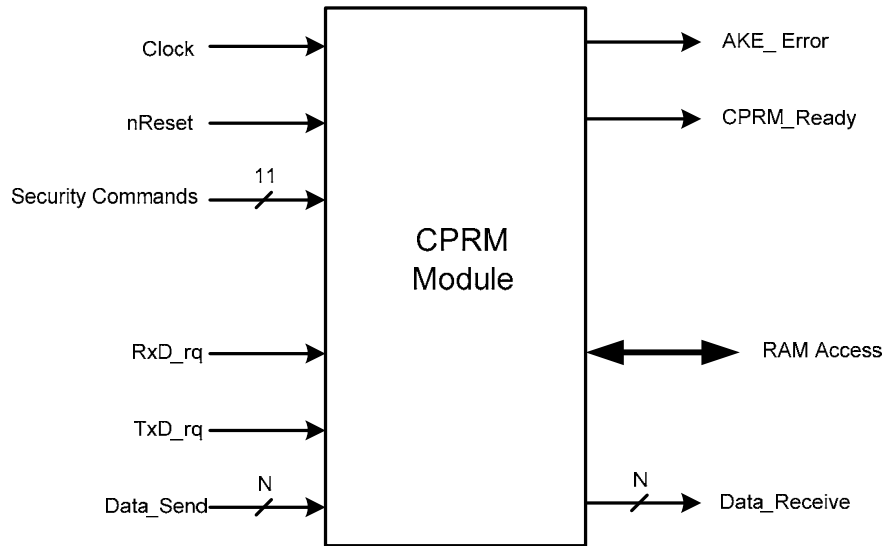 Clock
nReset
Security Commands
11
RxD_rq
TxD_rq
Data_Send
N
CPRM
Module
AKE_ Error
CPRM_Ready
RAM Access
N
Data_Receive